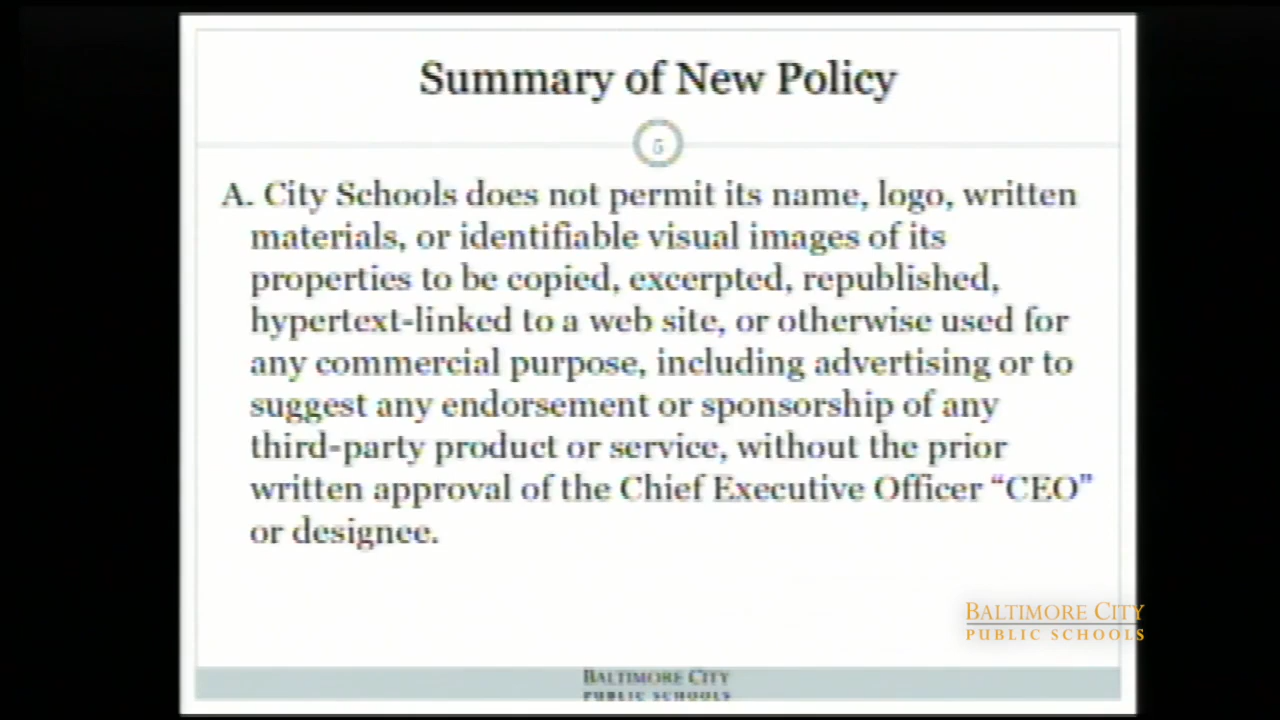 Summary of New Policy
5
A. City Schools does not permit its name, logo, written
materials, or identifiable visual images of its
properties to be copied, excerpted, republished,
hypertext-linked to a web site, or otherwise used for
any commercial purpose, including advertising or to
suggest any endorsement or sponsorship of any
third-party product or service, without the prior
written approval of the Chief Executive Officer “CEO”
or designee.
BALTIMORE CITY
PUBLIC SCHOOLS
BALTIMORE CITY
PUBLIC SCHOOLS